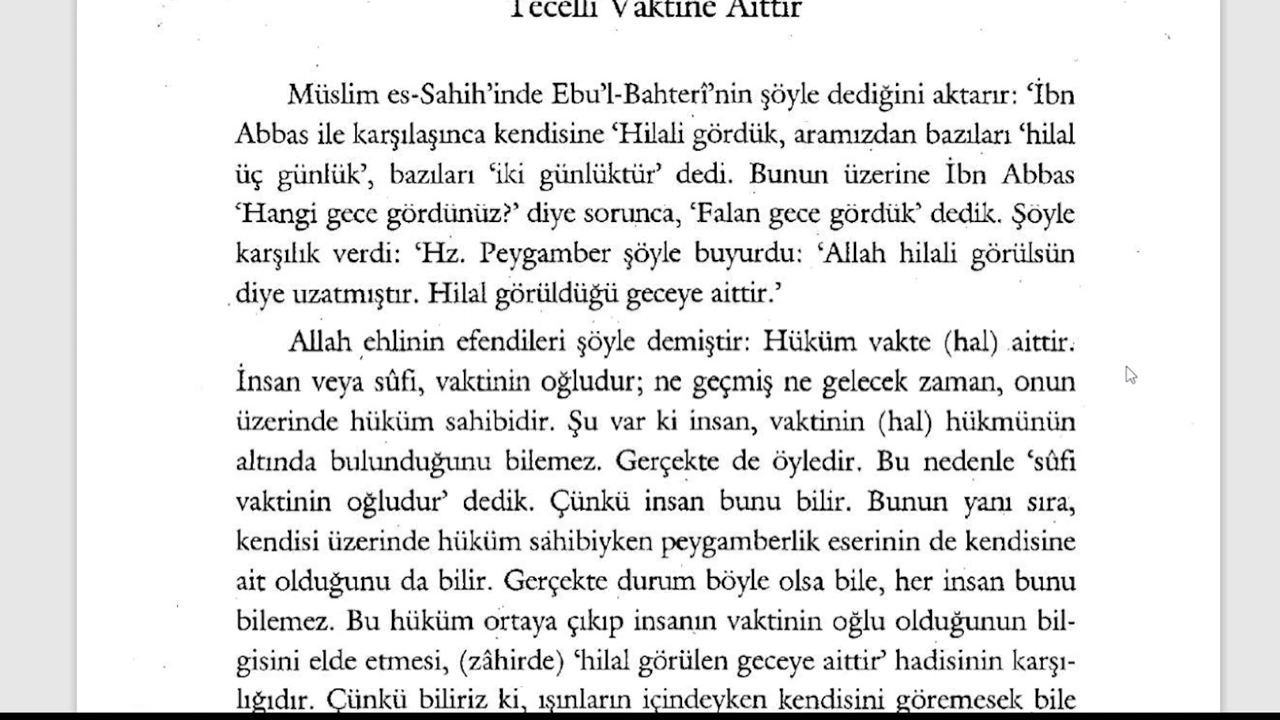 Tecelli Vaktine Aittir
Müslim es-Sahih'inde Ebu'l-Bahterî'nin şöyle dediğini aktarır: 'İbn
Abbas ile karşılaşınca kendisine 'Hilali gördük, aramızdan bazıları 'hilal
üç günlük', bazıları 'iki günlüktür' dedi. Bunun üzerine İbn Abbas
'Hangi gece gördünüz?' diye sorunca, 'Falan gece gördük' dedik. Şöyle
karşılık verdi: 'Hz. Peygamber şöyle buyurdu: 'Allah hilali görülsün
diye uzatmıştır. Hilal görüldüğü geceye aittir.'
Allah ehlinin efendileri şöyle demiştir: Hüküm vakte (hal) aittir.
İnsan veya sûfi, vaktinin oğludur; ne geçmiş ne gelecek zaman, onun
üzerinde hüküm sahibidir. Şu var ki insan, vaktinin (hal) hükmünün
altında bulunduğunu bilemez. Gerçekte de öyledir. Bu nedenle 'sûfi
vaktinin oğludur' dedik. Çünkü insan bunu bilir. Bunun yanı sıra,
kendisi üzerinde hüküm sahibiyken peygamberlik eserinin de kendisine
ait olduğunu da bilir. Gerçekte durum böyle olsa bile, her insan bunu
bilemez. Bu hüküm ortaya çıkıp insanın vaktinin oğlu olduğunun bil-
gisini elde etmesi, (zâhirde) 'hilal görülen geceye aittir' hadisinin karşı-
lığıdır. Çünkü biliriz ki, ışınların içindeyken kendisini göremesek bile